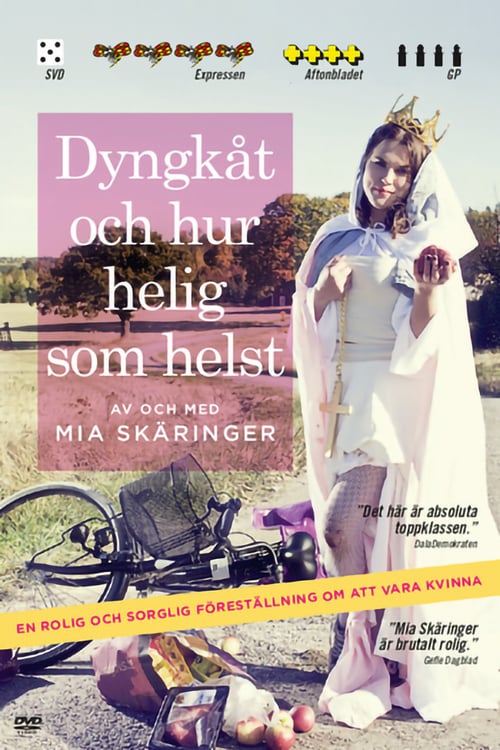 SVD
Expressen
Aftonbladet
GP
Dyngkåt
och hur
helig
som helst
AV OCH MED
MIA SKÄRINGER
"Det här är absoluta
toppklassen."
DalaDemokraten
EN ROLIG OCH SORGLIG FÖRESTÄLLNING OM ATT VARA KVINNA
"Mia Skäringer
är brutalt rolig."
Gefle Dagblad
DVD
VIDEO